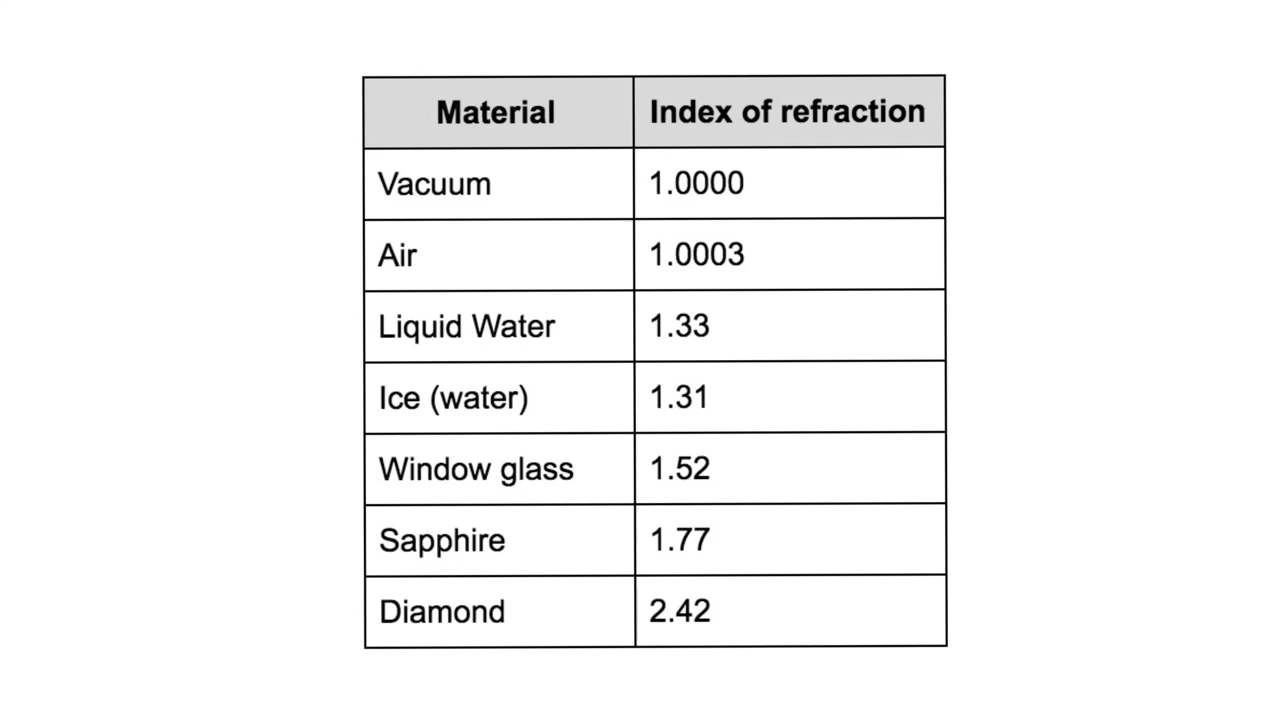 Material Index of refraction
Vacuum 1.0000
Air 1.0003
Liquid Water 1.33
Ice (water) 1.31
Window glass 1.52
Sapphire 1.77
Diamond 2.42